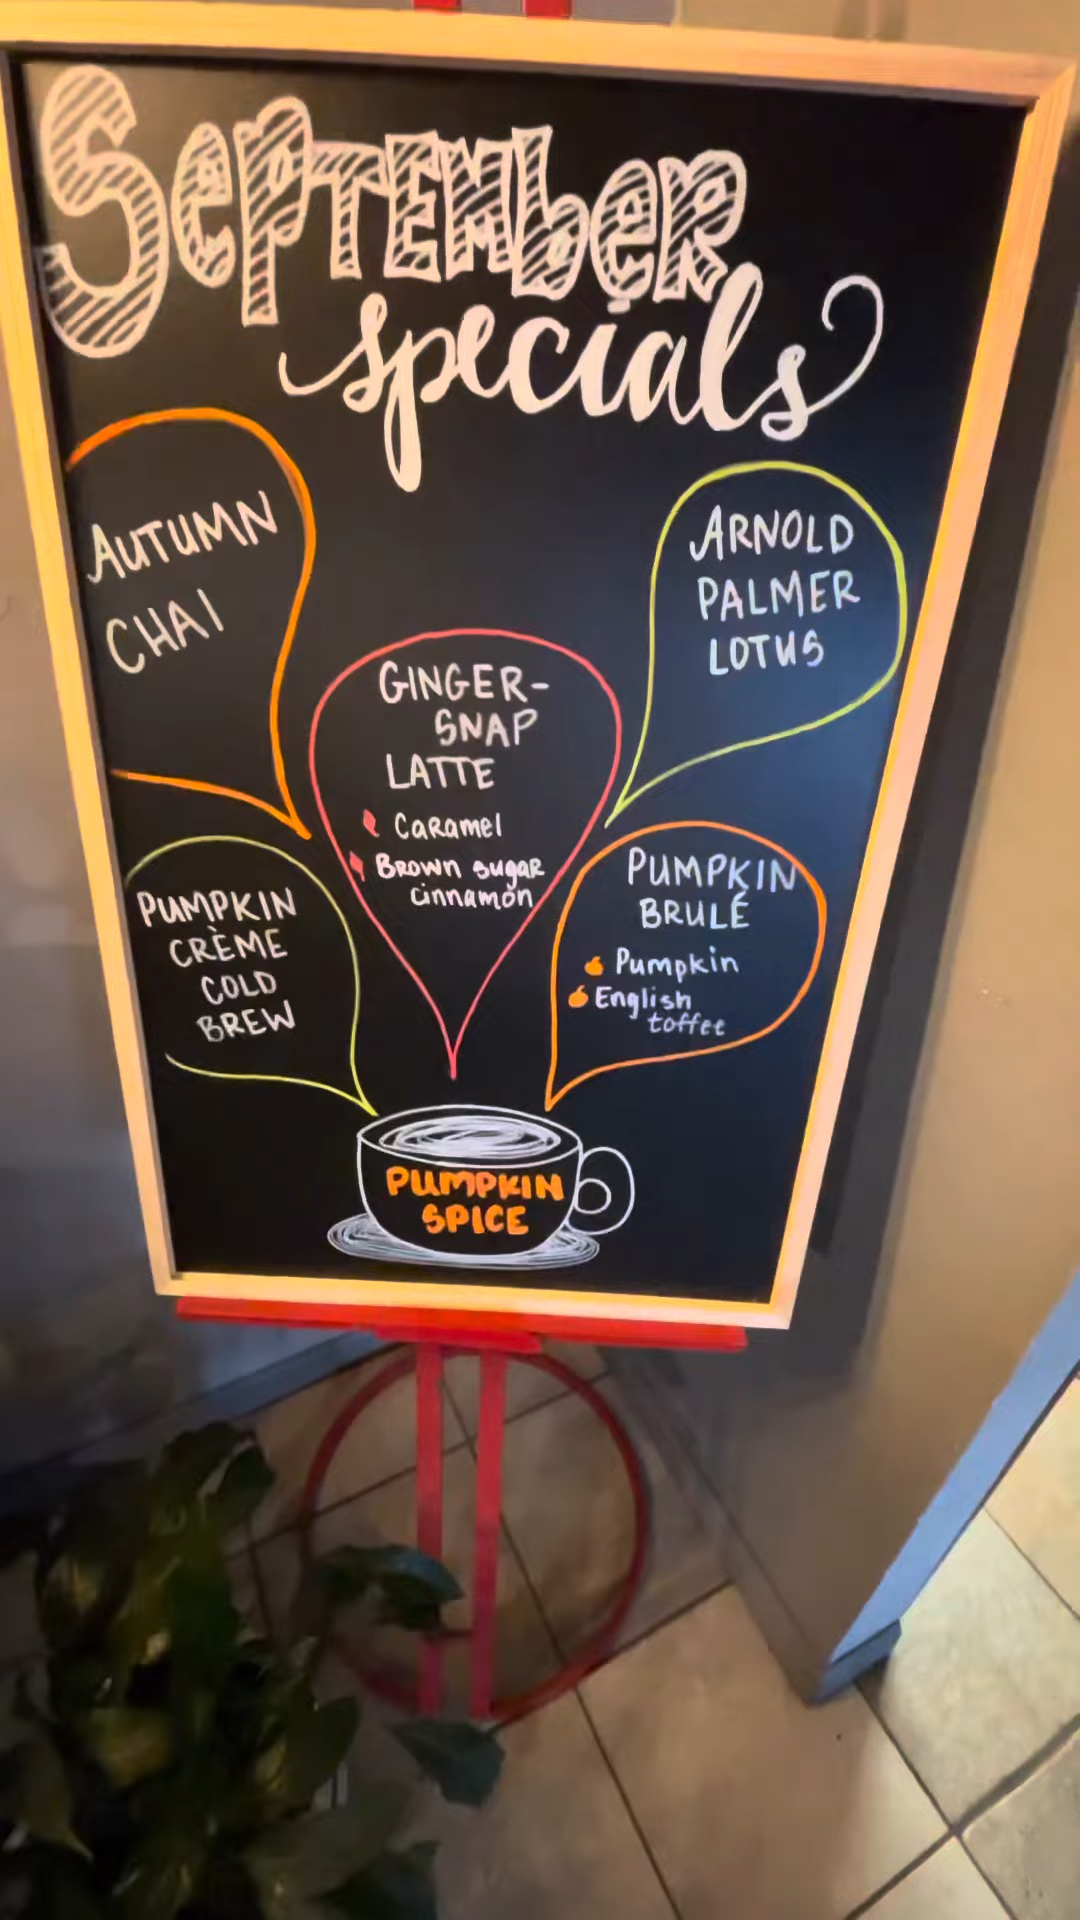 SepTEMbeR
specials
AUTUMN
CHAI
ARNOLD
PALMER
LOTUS
GINGER-
SNAP
LATTE
Caramel
Brown sugar
cinnamon
PUMPKIN
CRÈME
COLD
BREW
PUMPKIN
BRULÉ
Pumpkin
English
toffee
PUMPKIN
SPICE